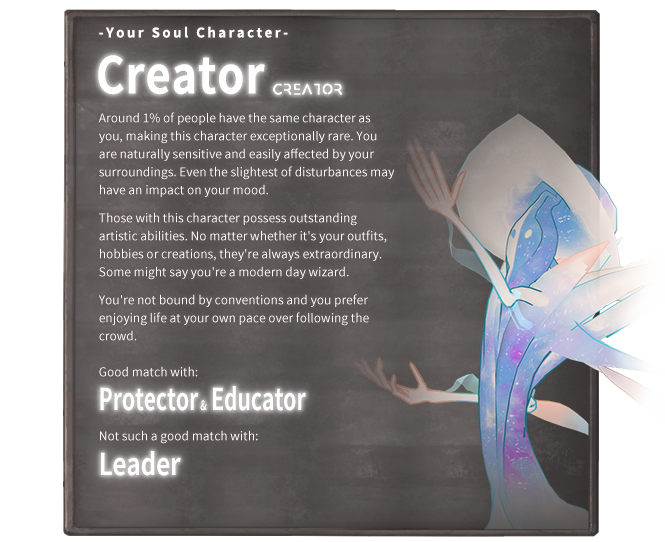 -Your Soul Character-
Creator CREATOR
Around 1% of people have the same character as
you, making this character exceptionally rare. You
are naturally sensitive and easily affected by your
surroundings. Even the slightest of disturbances may
have an impact on your mood.
Those with this character possess outstanding
artistic abilities. No matter whether it's your outfits,
hobbies or creations, they're always extraordinary.
Some might say you're a modern day wizard.
You're not bound by conventions and you prefer
enjoying life at your own pace over following the
crowd.
Good match with:
Protector & Educator
Not such a good match with:
Leader